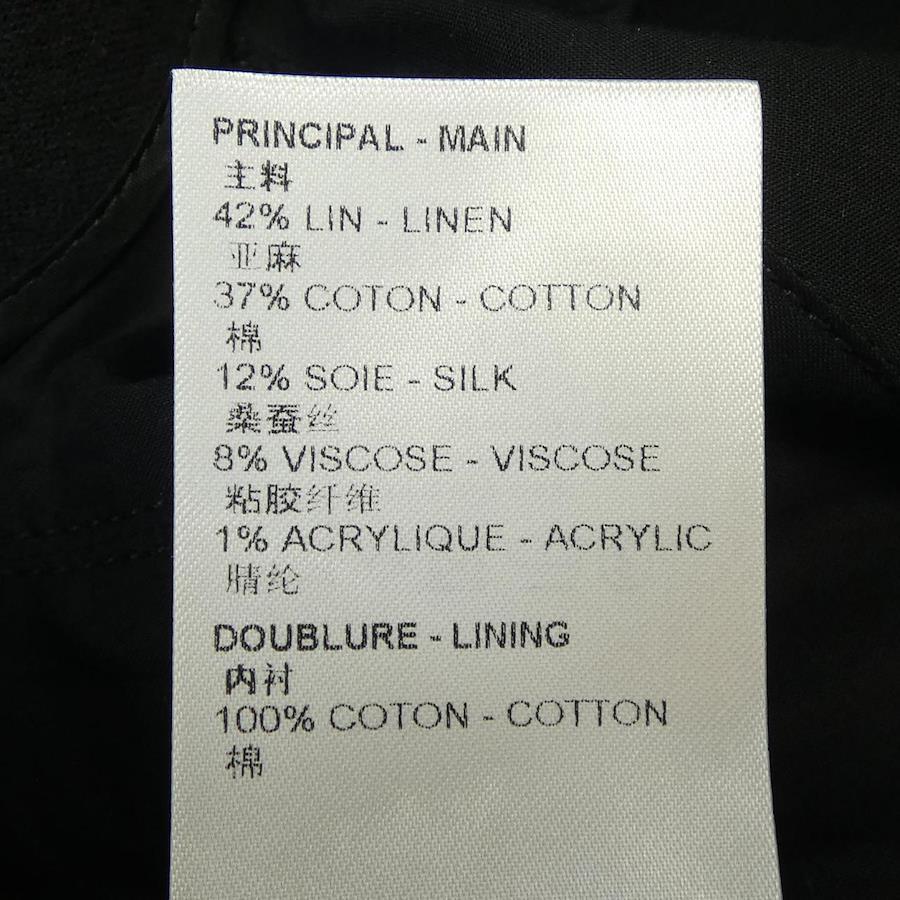 PRINCIPAL - MAIN
主料
42% LIN - LINEN
亚麻
37% COTON - COTTON
棉
12% SOIE - SILK
桑蚕丝
8% VISCOSE - VISCOSE
粘胶纤维
1% ACRYLIQUE - ACRYLIC
腈纶
DOUBLURE - LINING
内衬
100% COTON - COTTON
棉